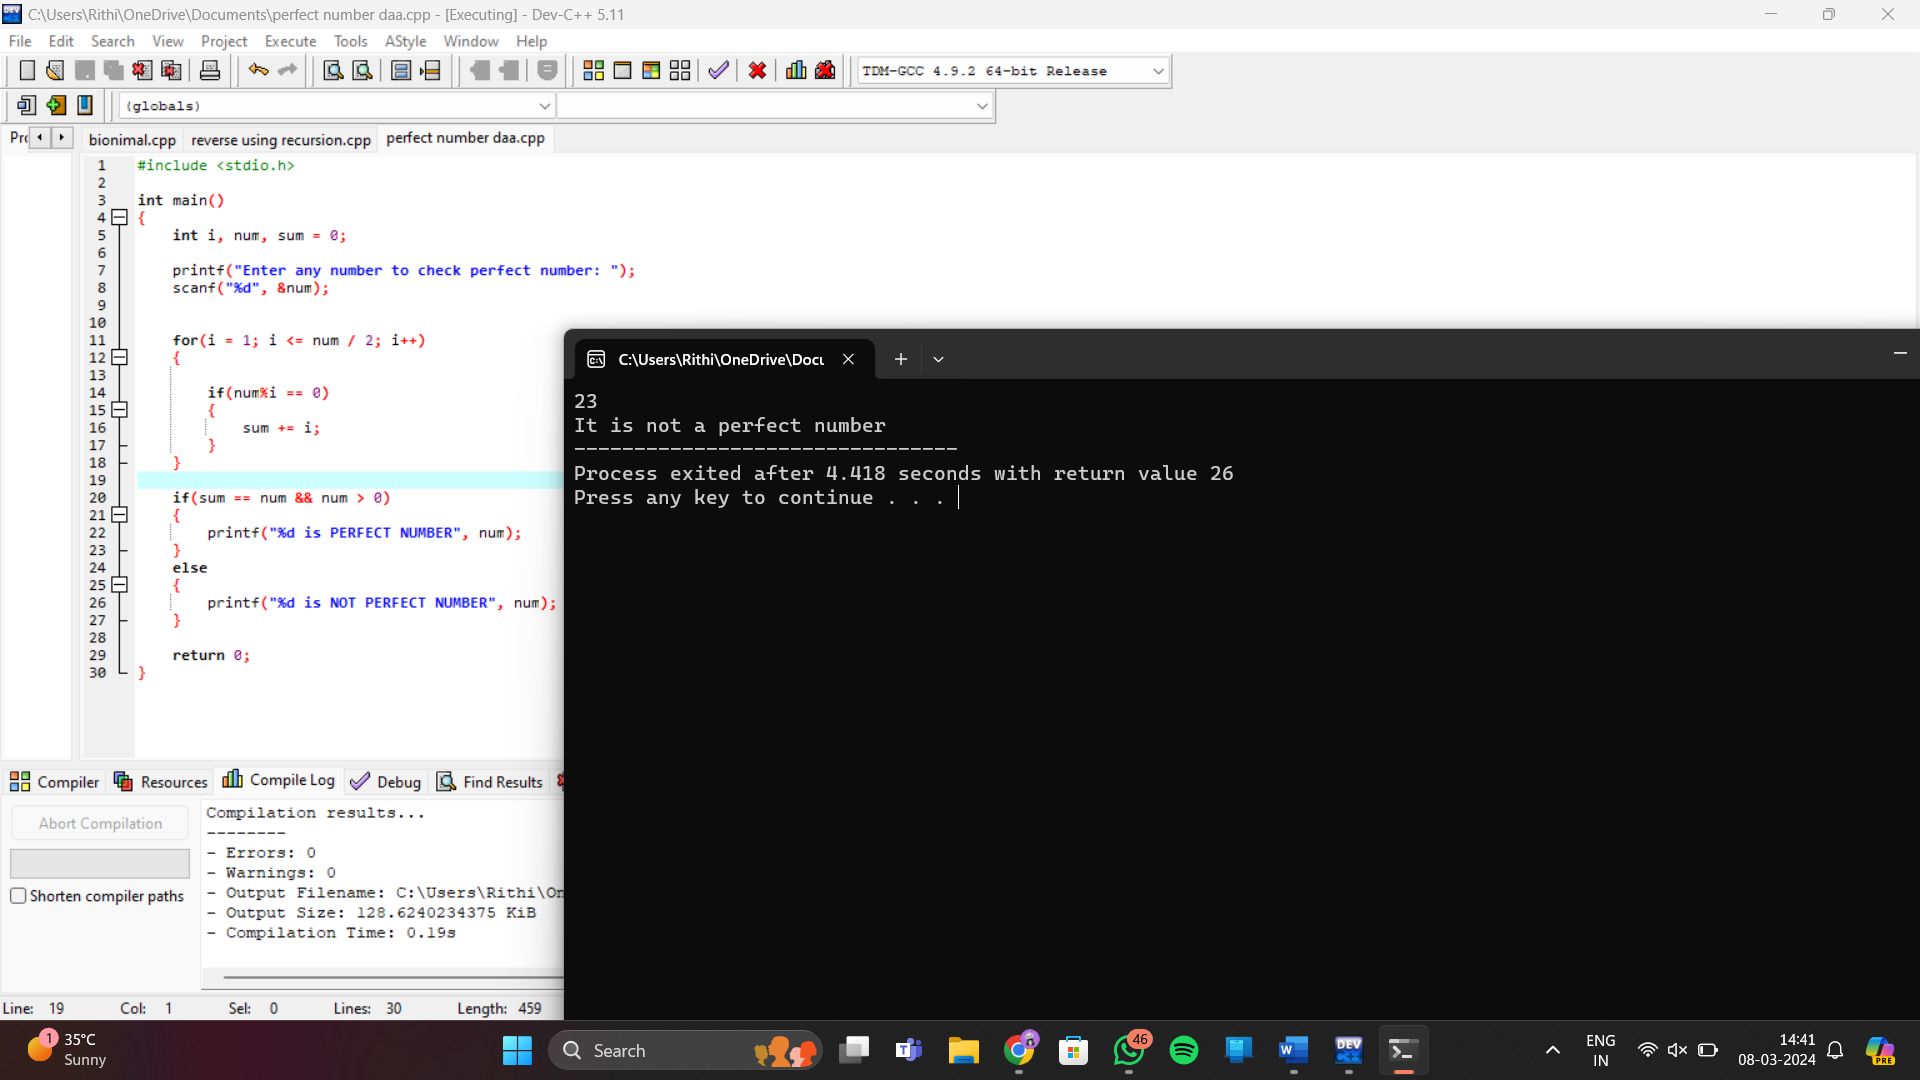 C:\Users\Rithi\OneDrive\Documents\perfect number daa.cpp - [Executing] - Dev-C++ 5.11
File Edit Search View Project Execute Tools AStyle Window Help
TDM-GCC 4.9.2 64-bit Release
(globals)
bionimal.cpp reverse using recursion.cpp perfect number daa.cpp
1 #include <stdio.h>
2
3 int main()
4 {
5 int i, num, sum = 0;
6
7 printf("Enter any number to check perfect number: ");
8 scanf("%d", &num);
9
10
11 for(i = 1; i <= num / 2; i++)
12 {
13
14 if(num%i == 0)
15 {
16 sum += i;
17 }
18 }
19
20 if(sum == num && num > 0)
21 {
22 printf("%d is PERFECT NUMBER", num);
23 }
24 else
25 {
26 printf("%d is NOT PERFECT NUMBER", num);
27 }
28
29 return 0;
30 }
C:\Users\Rithi\OneDrive\Docu
23
It is not a perfect number
--------------------------------
Process exited after 4.418 seconds with return value 26
Press any key to continue . . .
Compiler Resources Compile Log Debug Find Results
Abort Compilation
Shorten compiler paths
Compilation results...
--------
- Errors: 0
- Warnings: 0
- Output Filename: C:\Users\Rithi\On
- Output Size: 128.6240234375 KiB
- Compilation Time: 0.19s
Line: 19 Col: 1 Sel: 0 Lines: 30 Length: 459
1
35°C
Sunny
Search
46
DEV
C++
ENG
IN
14:41
08-03-2024
PRE